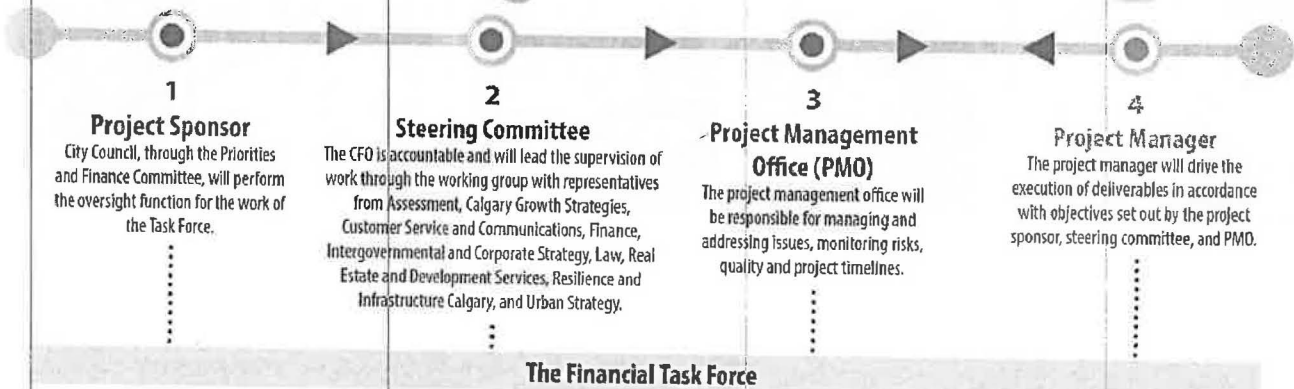 1
Project Sponsor
City Council, through the Priorities
and Finance Committee, will perform
the oversight function for the work of
the Task Force.
2
Steering Committee
The CFO is accountable and will lead the supervision of
work through the working group with representatives
from Assessment, Calgary Growth Strategies,
Customer Service and Communications, Finance,
Intergovernmental and Corporate Strategy, Law, Real
Estate and Development Services, Resilience and
Infrastructure Calgary, and Urban Strategy.
3
Project Management
Office (PMO)
The project management office will
be responsible for managing and
addressing issues, monitoring risks,
quality and project timelines.
4
Project Manager
The project manager will drive the
execution of deliverables in accordance
with objectives set out by the project
sponsor, steering committee, and PMO.
The Financial Task Force